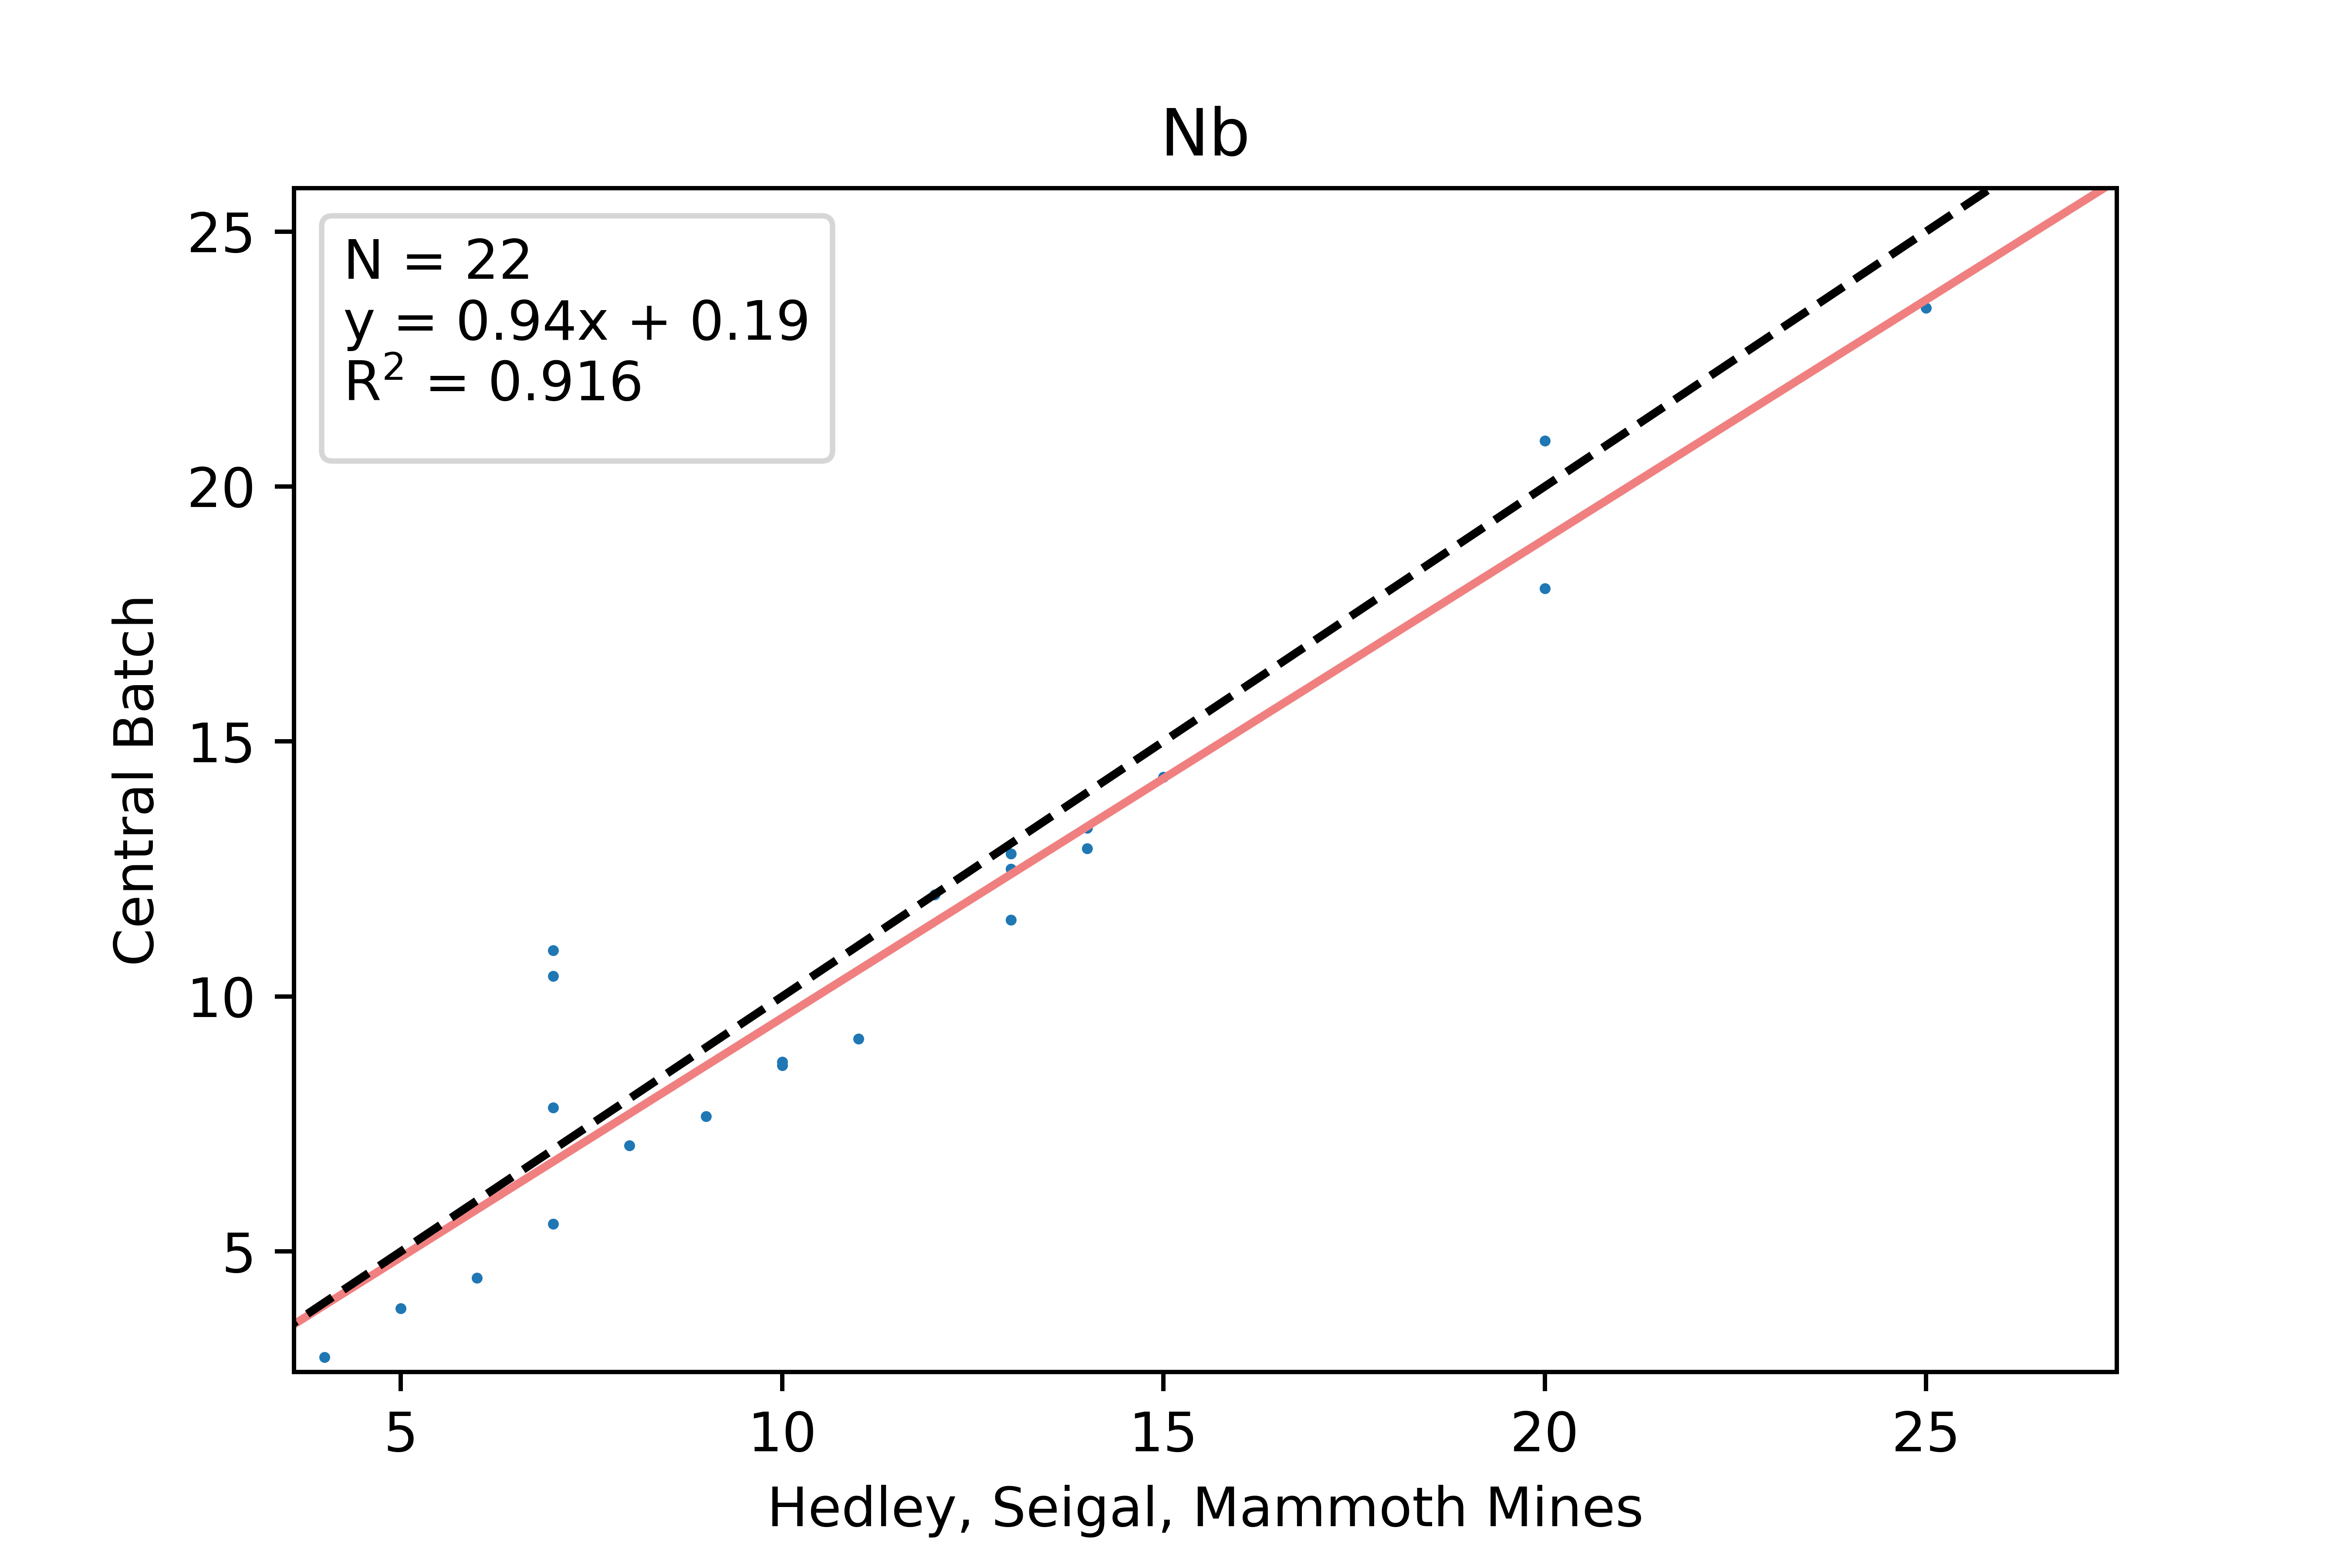 Nb
N = 22
y = 0.94x + 0.19
R² = 0.916
25
20
15
10
5
Central Batch
5 10 15 20 25
Hedley, Seigal, Mammoth Mines